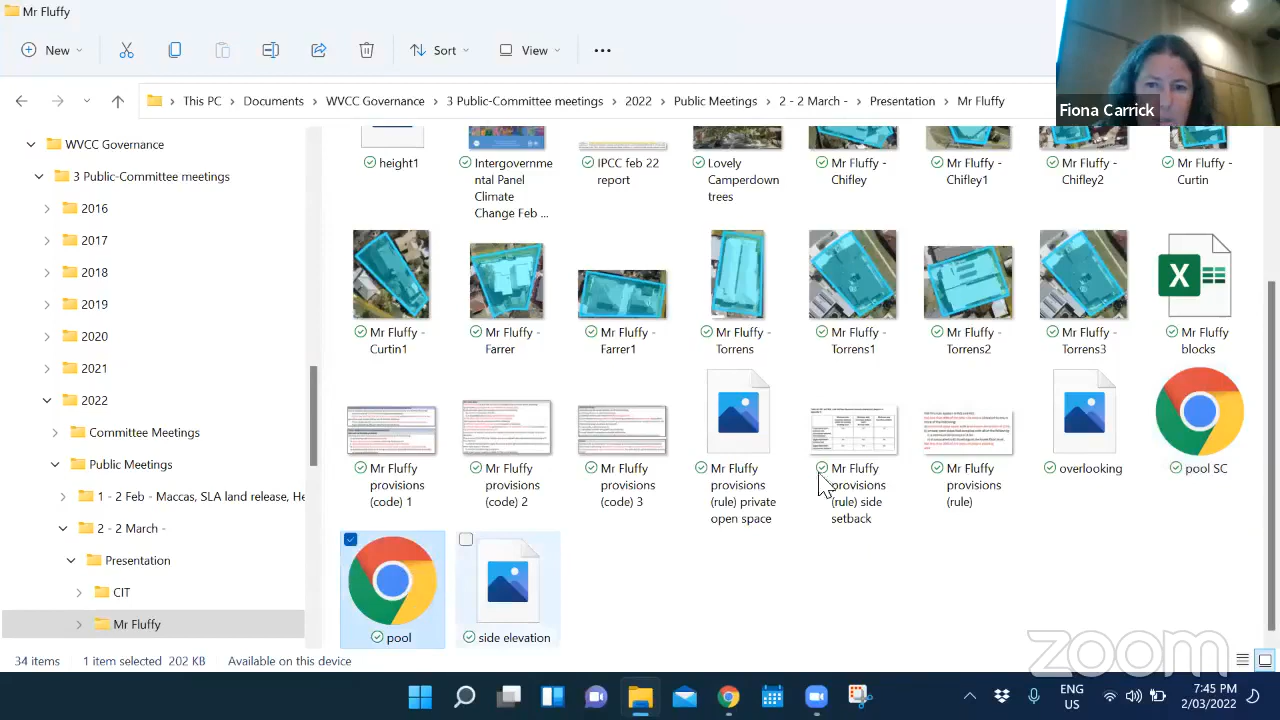 Mr Fluffy
New
Sort
View
This PC > Documents > WVCC Governance > 3 Public-Committee meetings > 2022 > Public Meetings > 2 - 2 March - > Presentation > Mr Fluffy
Fiona Carrick
WVCC Governance
3 Public-Committee meetings
2016
2017
2018
2019
2020
2021
2022
Committee Meetings
Public Meetings
1 - 2 Feb - Maccas, SLA land release, He
2 - 2 March -
Presentation
CIT
Mr Fluffy
height1
Intergovernme
ntal Panel
Climate
Change Feb ...
IPCC feb 22
report
Lovely
Camperdown
trees
Mr Fluffy -
Chifley
Mr Fluffy -
Chifley1
Mr Fluffy -
Chifley2
Mr Fluffy -
Curtin
Mr Fluffy -
Curtin1
Mr Fluffy -
Farrer
Mr Fluffy -
Farrer1
Mr Fluffy -
Torrens
Mr Fluffy -
Torrens1
Mr Fluffy -
Torrens2
Mr Fluffy -
Torrens3
Mr Fluffy
blocks
Mr Fluffy
provisions
(code) 1
Mr Fluffy
provisions
(code) 2
Mr Fluffy
provisions
(code) 3
Mr Fluffy
provisions
(rule) private
open space
Mr Fluffy
provisions
(rule) side
setback
Mr Fluffy
provisions
(rule)
overlooking
pool SC
pool
side elevation
34 items
1 item selected 202 KB
Available on this device
zoom
ENG
US
7:45 PM
2/03/2022